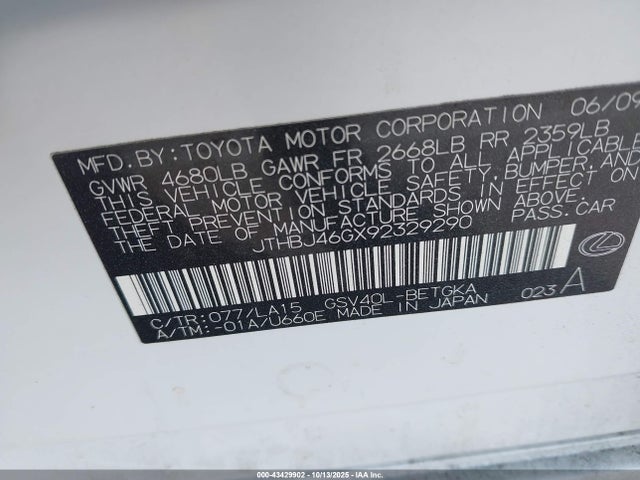 MFD.BY:TOYOTA MOTOR CORPORATION 06/09
GVWR 4680LB GAWR FR 2668LB RR 2359LB
THIS VEHICLE CONFORMS TO ALL APPLICABLE
FEDERAL MOTOR VEHICLE SAFETY,BUMPER,AND
THEFT PREVENTION STANDARDS IN EFFECT ON
THE DATE OF MANUFACTURE SHOWN ABOVE.
JTHBJ46GX92329290 PASS.CAR
C/TR:077/LA15 GSV40L-BETGKA
A/TM:-01A/U660E MADE IN JAPAN 023 A
000-43429902 - 10/13/2025 - IAA Inc.